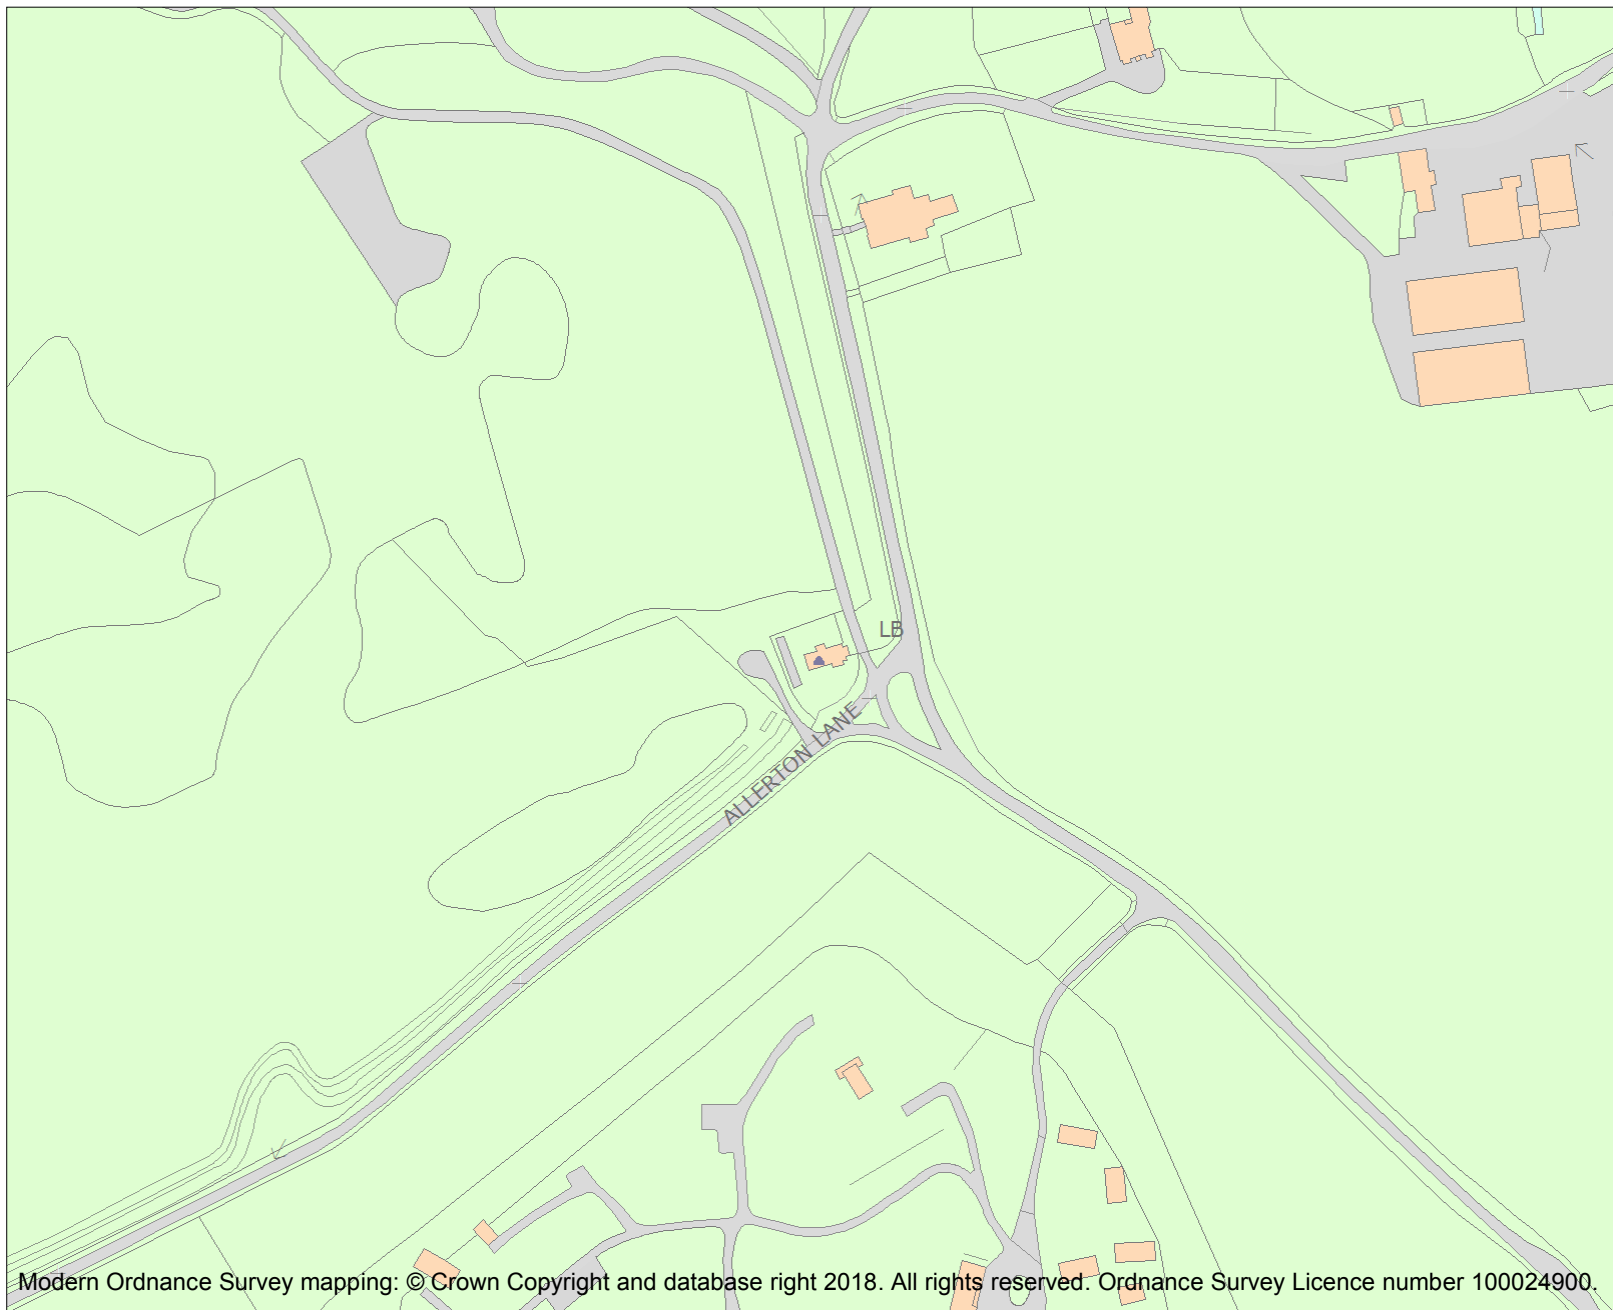 LB
ALLERTON LANE
Modern Ordnance Survey mapping: © Crown Copyright and database right 2018. All rights reserved. Ordnance Survey Licence number 100024900.